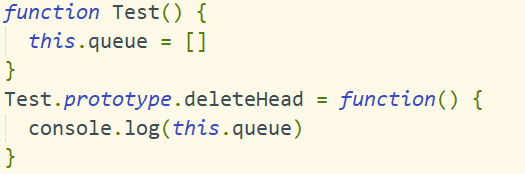 function Test() {
  this.queue = []
}
Test.prototype.deleteHead = function() {
  console.log(this.queue)
}